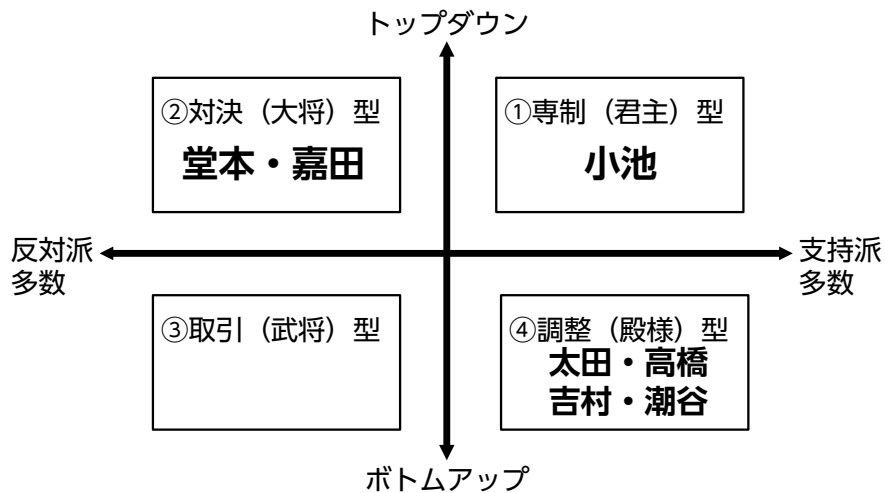 トップダウン
②対決（大将）型
堂本・嘉田
①専制（君主）型
小池
反対派
多数
支持派
多数
③取引（武将）型
④調整（殿様）型
太田・高橋
吉村・潮谷
ボトムアップ